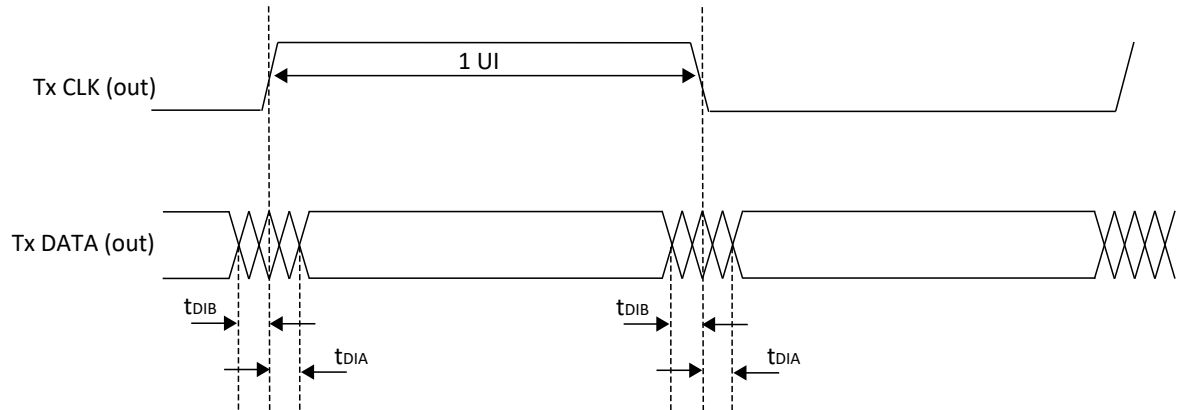 1 UI
Tx CLK (out)
Tx DATA (out)
tDIB
tDIB
tDIA
tDIA